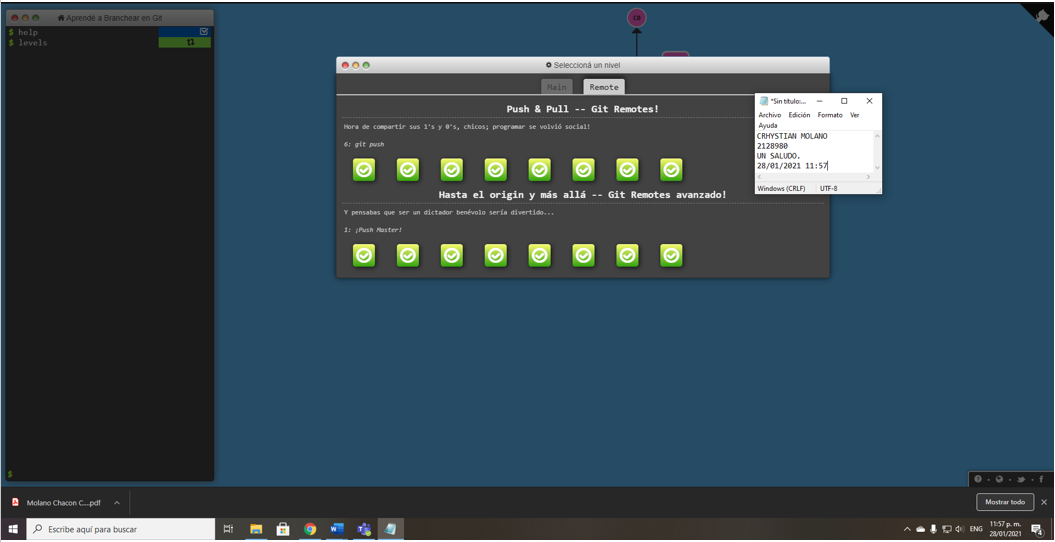 Aprendé a Branchear en Git
$ help
$ levels
$
C0
Seleccioná un nivel
Main
Remote
Push & Pull -- Git Remotes!
Hora de compartir sus 1's y 0's, chicos; programar se volvió social!
6: git push
Hasta el origin y más allá -- Git Remotes avanzado!
Y pensabas que ser un dictador benévolo sería divertido...
1: ¡Push Master!
*Sin título:...
Archivo Edición Formato Ver
Ayuda
CRHYSTIAN MOLANO
2128980
UN SALUDO.
28/01/2021 11:57
Windows (CRLF) UTF-8
Molano Chacon C....pdf
Mostrar todo
Escribe aquí para buscar
ENG
11:57 p. m.
28/01/2021
4